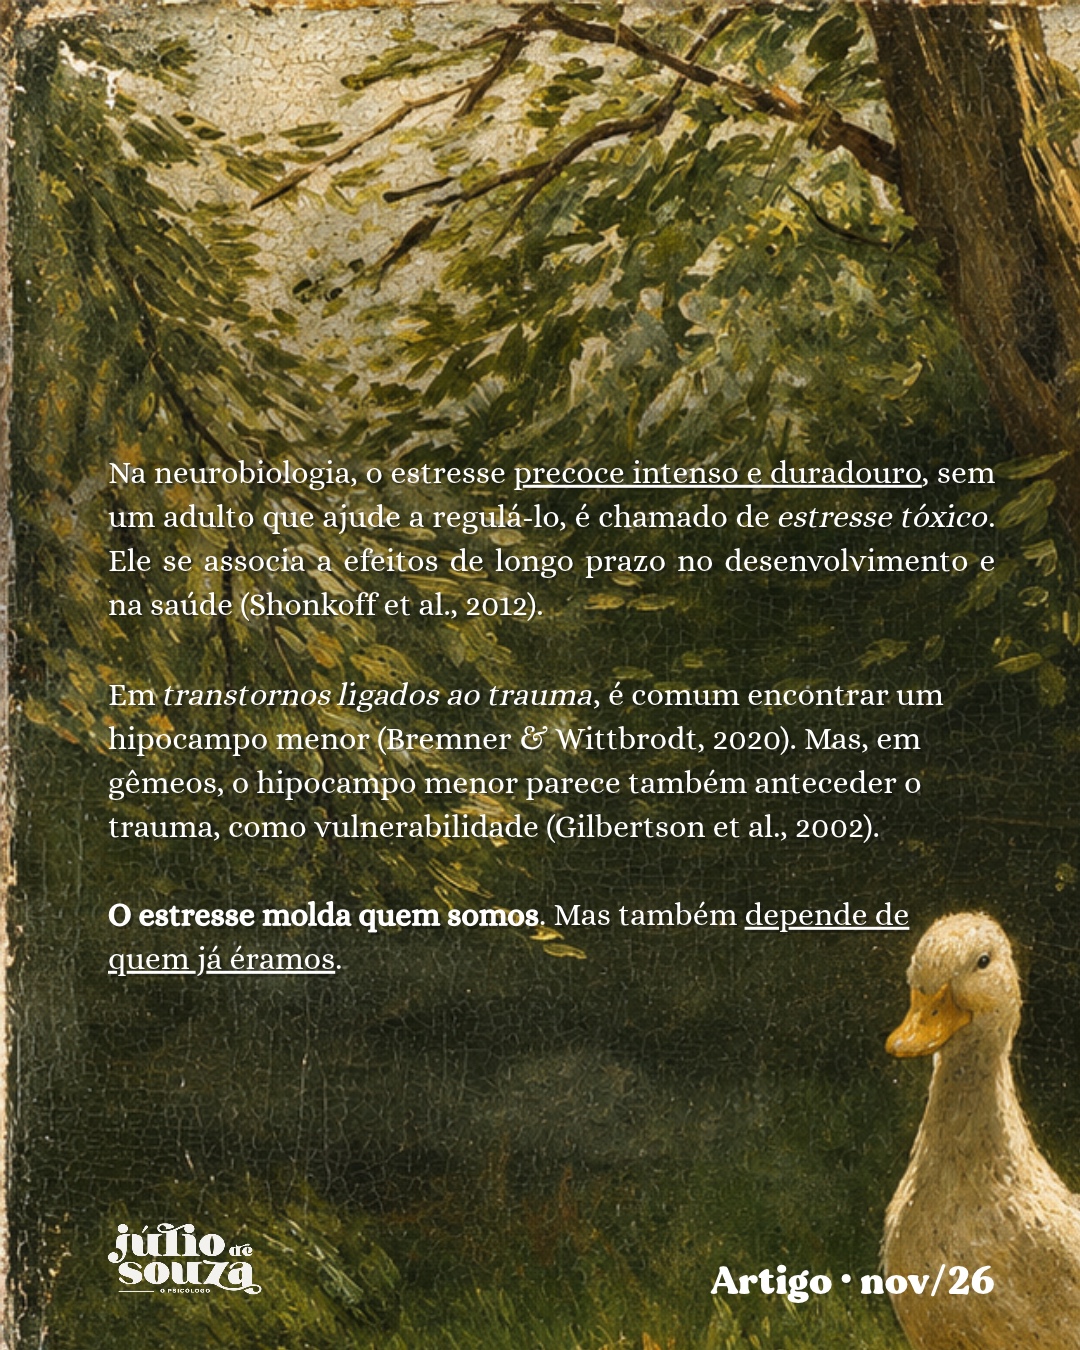 Na neurobiologia, o estresse precoce intenso e duradouro, sem
um adulto que ajude a regulá-lo, é chamado de estresse tóxico.
Ele se associa a efeitos de longo prazo no desenvolvimento e
na saúde (Shonkoff et al., 2012).
Em transtornos ligados ao trauma, é comum encontrar um
hipocampo menor (Bremner & Wittbrodt, 2020). Mas, em
gêmeos, o hipocampo menor parece também anteceder o
trauma, como vulnerabilidade (Gilbertson et al., 2002).
O estresse molda quem somos. Mas também depende de
quem já éramos.
júlio de
souza
O PSICÓLOGO
Artigo • nov/26